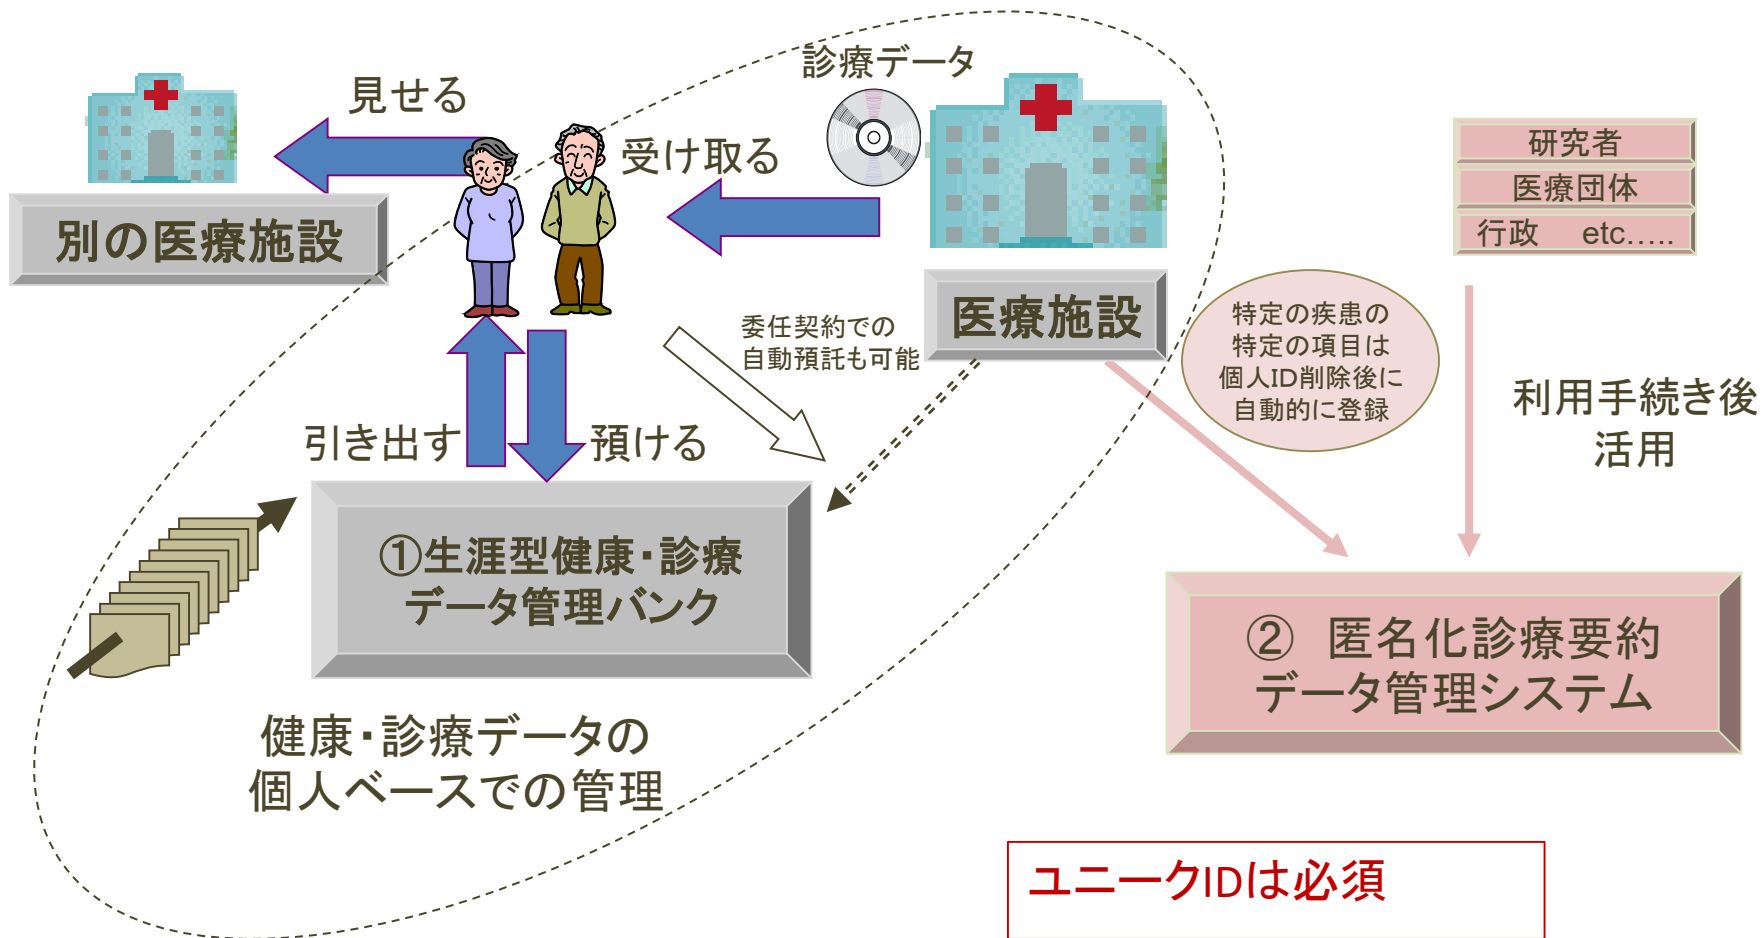 診療データ
見せる
受け取る
別の医療施設
医療施設
研究者
医療団体
行政 etc.….
委任契約での
自動預託も可能
特定の疾患の
特定の項目は
個人ID削除後に
自動的に登録
利用手続き後
活用
引き出す
預ける
①生涯型健康・診療
データ管理バンク
② 匿名化診療要約
データ管理システム
健康・診療データの
個人ベースでの管理
ユニークIDは必須